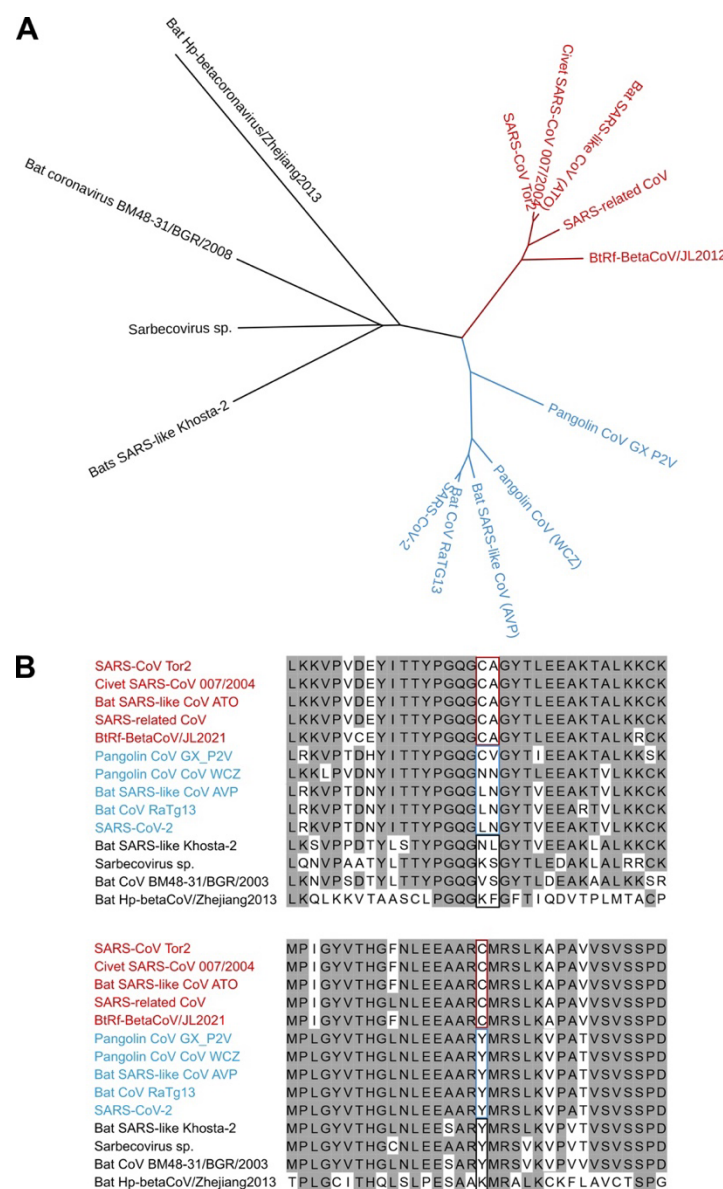 A
Bat Hp-betacoronavirus/Zhejiang2013
Bat coronavirus BM48-31/BGR/2008
Sarbecovirus sp.
Bats SARS-like Khosta-2
SARS-CoV Tor2
Civet SARS-CoV 007/2004
Bat SARS-like CoV (ATO)
SARS-related CoV
BtRf-BetaCoV/JL2012
Pangolin CoV GX P2V
Pangolin CoV (WCZ)
Bat SARS-like CoV (AVP)
Bat CoV RaTG13
SARS-CoV-2
B
SARS-CoV Tor2 LKKVPVDEYITTYPGQGCAGYTLEEAKTALKKCK
Civet SARS-CoV 007/2004 LKKVPVDEYITTYPGQGCAGYTLEEAKTALKKCK
Bat SARS-like CoV ATO LKKVPVDEYITTYPGQGCAGYTLEEAKTALKKCK
SARS-related CoV LKKVPVDEYITTYPGQGCAGYTLEEAKTALKKCK
BtRf-BetaCoV/JL2021 LKKVPVCEYITTYPGQGCAGYTLEEAKTALKRCK
Pangolin CoV GX_P2V LRKVPTDHYITTYPGQGCVGYTIEEAKTALKKSK
Pangolin CoV CoV WCZ LKKLPVDNYITTYPGQGNNGYTLEEAKTVLKKCK
Bat SARS-like CoV AVP LRKVPTDNYITTYPGQGLNGYTVEEAKTVLKKCK
Bat CoV RaTg13 LRKVPTDNYITTYPGQGLNGYTVEEARTVLKKCK
SARS-CoV-2 LRKVPTDNYITTYPGQGLNGYTVEEAKTVLKKCK
Bat SARS-like Khosta-2 LKSVPPDTYLSTYPGQGNLGYTVEEAKLALKKCK
Sarbecovirus sp. LQNVPAATYLTTYPGQGKSGYTLEDAKLALRRCK
Bat CoV BM48-31/BGR/2003 LKNVPSDTYLTTYPGQGVSGYTLDEAKAALKKSR
Bat Hp-betaCoV/Zhejiang2013 LKQLKKVTAASCLPGQGKFGFTIQDVTPLMTACP
SARS-CoV Tor2 MPIGYVTHGFNLEEAARCMRSLKAPAVVSVSSPD
Civet SARS-CoV 007/2004 MPIGYVTHGFNLEEAARCMRSLKAPAVVSVSSPD
Bat SARS-like CoV ATO MPIGYVTHGFNLEEAARCMRSLKAPAVVSVSSPD
SARS-related CoV MPIGYVTHGLNLEEAARCMRSLKAPAVVSVSSPD
BtRf-BetaCoV/JL2021 MPIGYVTHGFNLEEAARCMRSLKAPAVVSVSSPD
Pangolin CoV GX_P2V MPLGYVTHGLNLEEAARYMRSLKVPATVSVSSPD
Pangolin CoV CoV WCZ MPLGYVTHGLNLEEAARYMRSLKVPATVSVSSPD
Bat SARS-like CoV AVP MPLGYVTHGLNLEEAARYMRSLKVPATVSVSSPD
Bat CoV RaTg13 MPLGYVTHGLNLEEAARYMRSLKVPATVSVSSPD
SARS-CoV-2 MPLGYVTHGLNLEEAARYMRSLKVPATVSVSSPD
Bat SARS-like Khosta-2 MPLGYVTHGLNLEESARYMRSLKVPVTVSVSSPD
Sarbecovirus sp. MPLGYVTHGCNLEEAARYMRSVKVPVTVSVSSPD
Bat CoV BM48-31/BGR/2003 MPLGYVTHGLNLEESARYMRSLKVPAVVSVSSPD
Bat Hp-betaCoV/Zhejiang2013 TPLGCITHQLSLPESAAKMRALKCKFLAVCTSPG